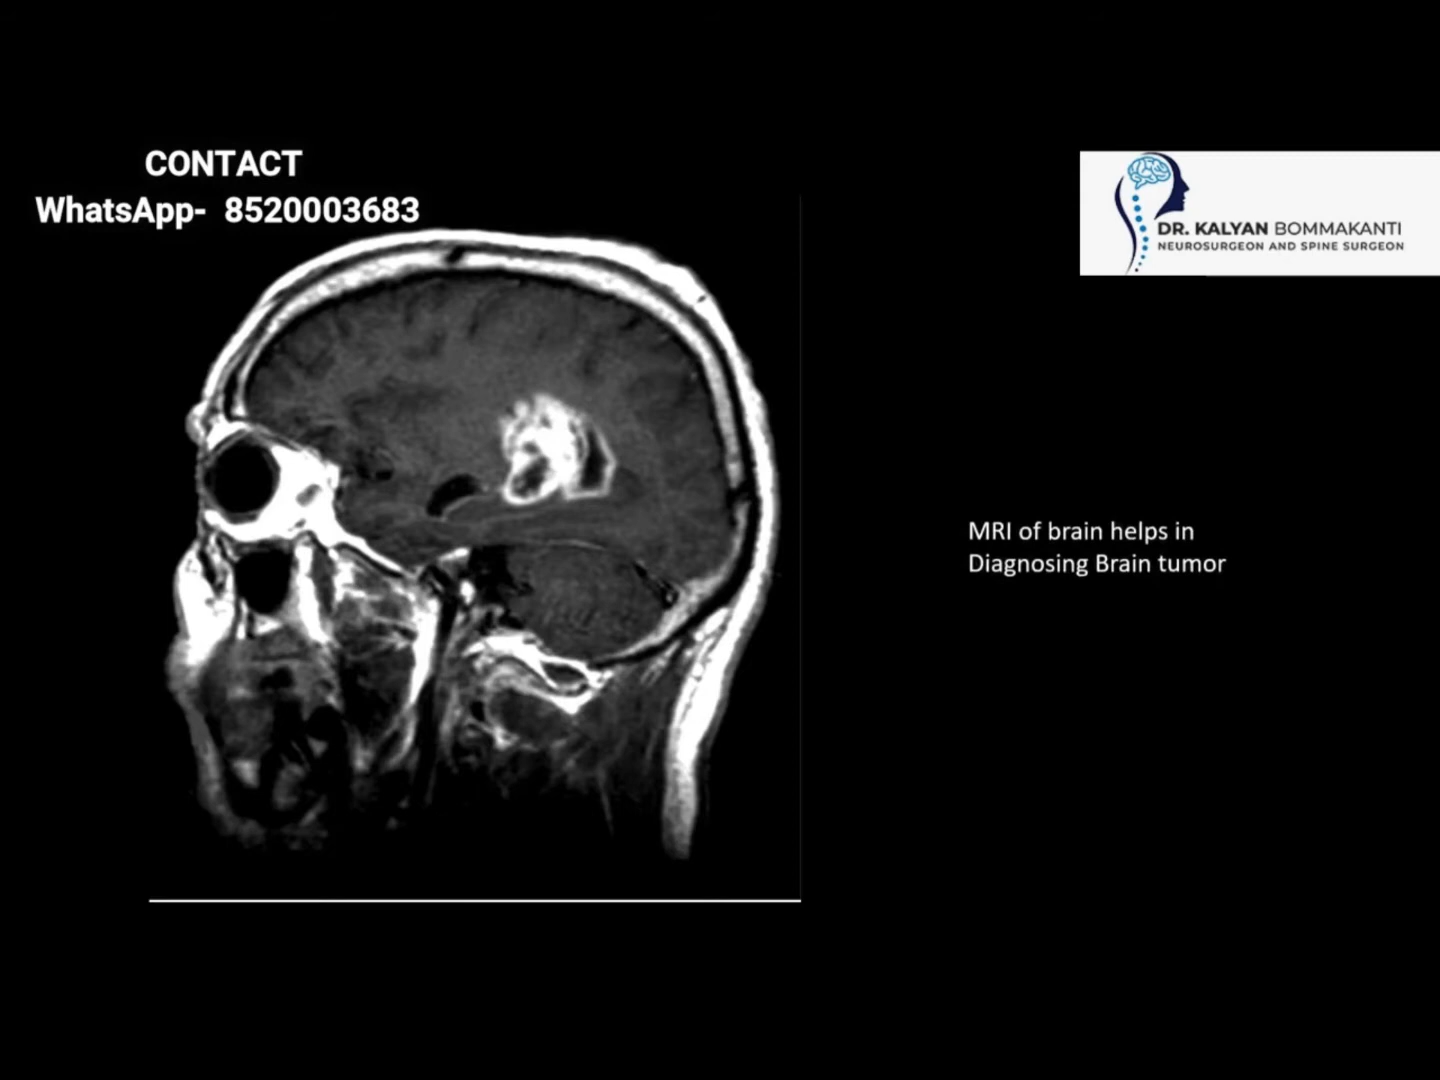 CONTACT
WhatsApp- 8520003683
DR. KALYAN BOMMAKANTI
NEUROSURGEON AND SPINE SURGEON
MRI of brain helps in
Diagnosing Brain tumor